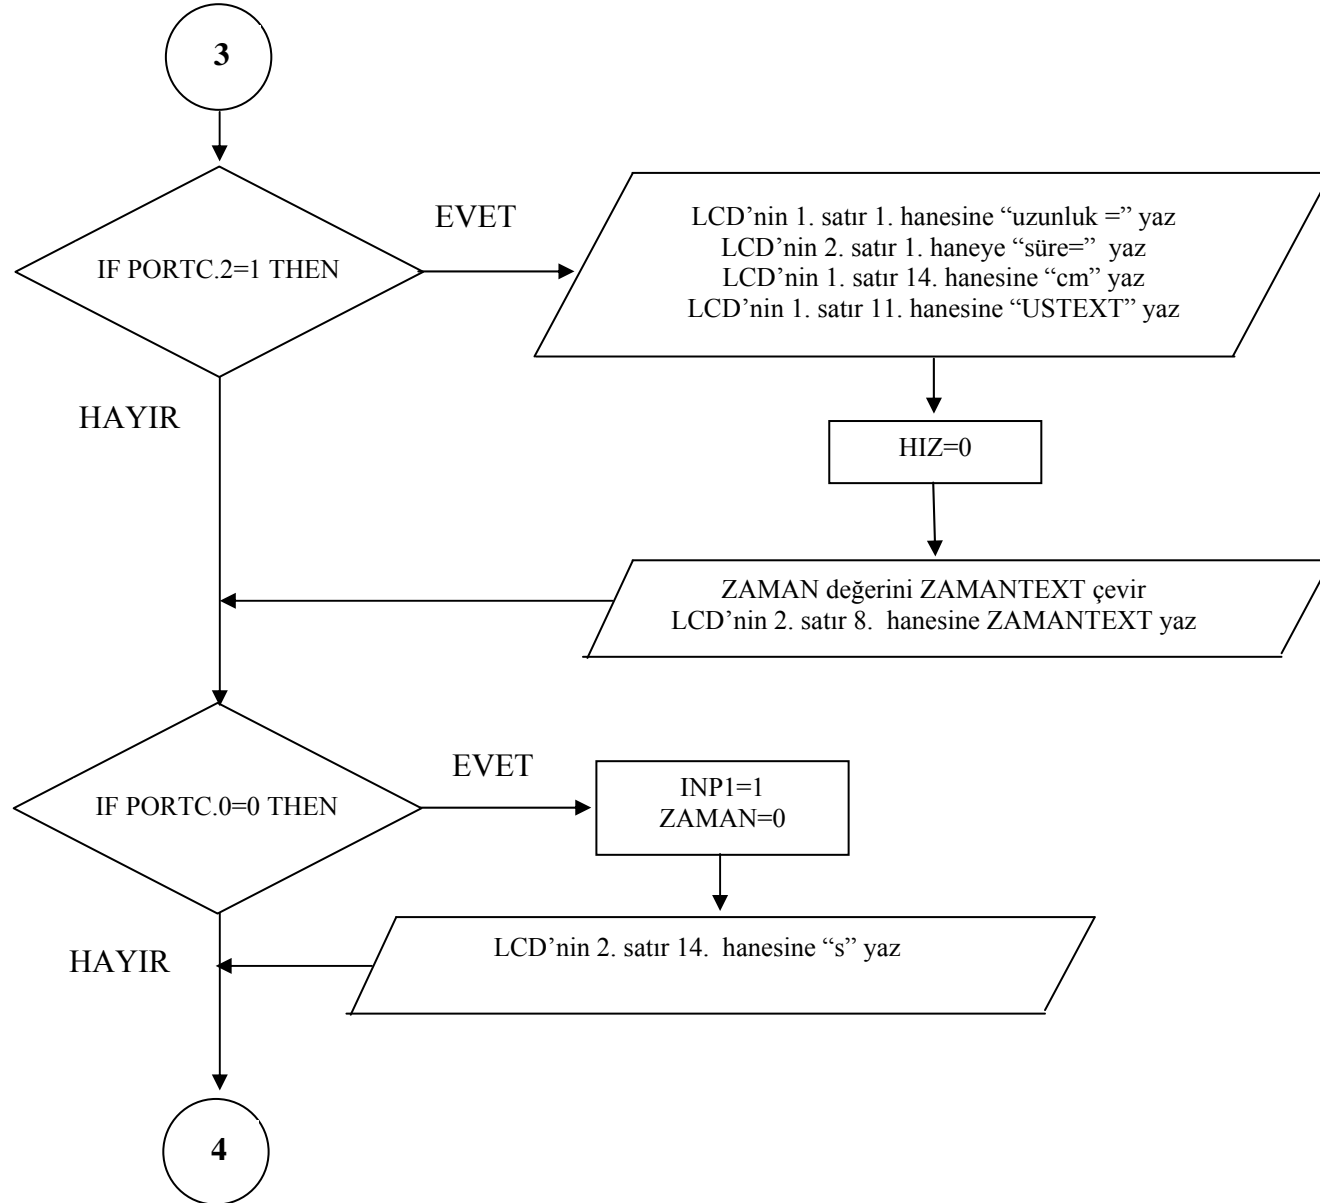 3
EVET
LCD’nin 1. satır 1. hanesine “uzunluk =” yaz
LCD’nin 2. satır 1. haneye “süre=” yaz
LCD’nin 1. satır 14. hanesine “cm” yaz
LCD’nin 1. satır 11. hanesine “USTEXT” yaz
IF PORTC.2=1 THEN
HAYIR
HIZ=0
ZAMAN değerini ZAMANTEXT çevir
LCD’nin 2. satır 8. hanesine ZAMANTEXT yaz
EVET
IF PORTC.0=0 THEN
INP1=1
ZAMAN=0
HAYIR
LCD’nin 2. satır 14. hanesine “s” yaz
4